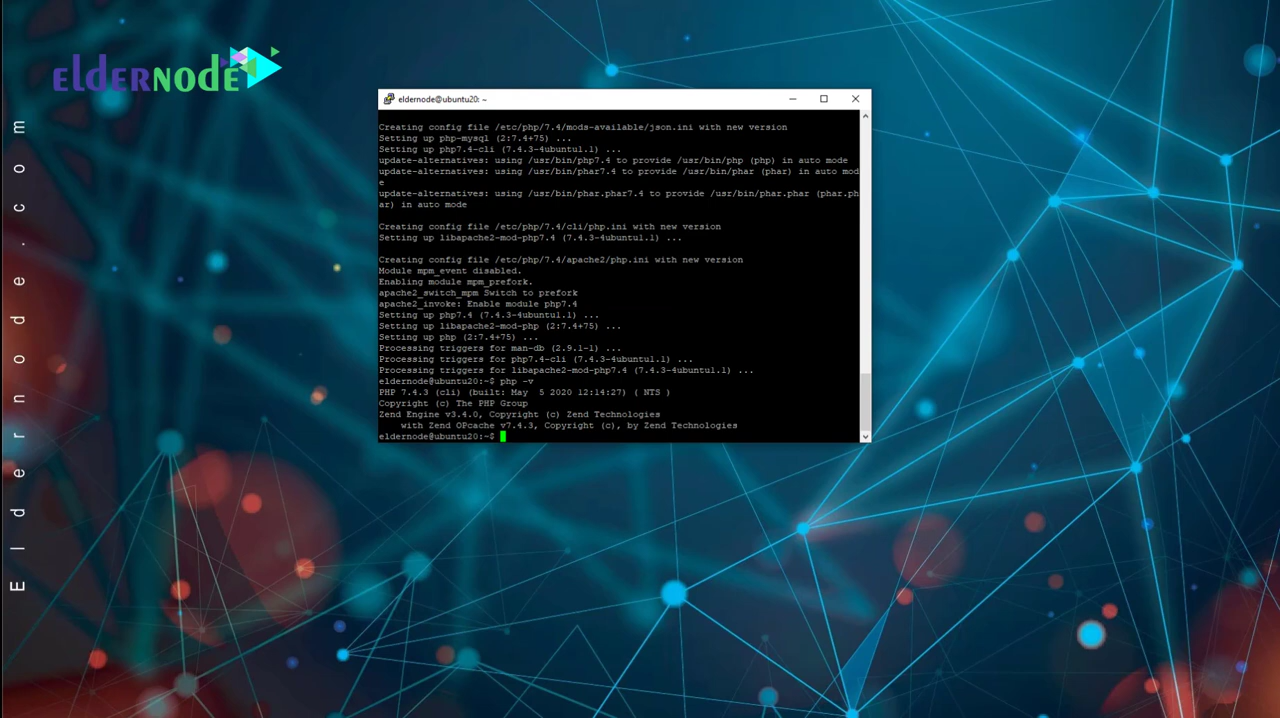 eldernode
Eldernode.com
eldernode@ubuntu20: ~
Creating config file /etc/php/7.4/mods-available/json.ini with new version
Setting up php-mysql (2:7.4+75) ...
Setting up php7.4-cli (7.4.3-4ubuntu1.1) ...
update-alternatives: using /usr/bin/php7.4 to provide /usr/bin/php (php) in auto mode
update-alternatives: using /usr/bin/phar7.4 to provide /usr/bin/phar (phar) in auto mod
e
update-alternatives: using /usr/bin/phar.phar7.4 to provide /usr/bin/phar.phar (phar.ph
ar) in auto mode
Creating config file /etc/php/7.4/cli/php.ini with new version
Setting up libapache2-mod-php7.4 (7.4.3-4ubuntu1.1) ...
Creating config file /etc/php/7.4/apache2/php.ini with new version
Module mpm_event disabled.
Enabling module mpm_prefork.
apache2_switch_mpm Switch to prefork
apache2_invoke: Enable module php7.4
Setting up php7.4 (7.4.3-4ubuntu1.1) ...
Setting up libapache2-mod-php (2:7.4+75) ...
Setting up php (2:7.4+75) ...
Processing triggers for man-db (2.9.1-1) ...
Processing triggers for php7.4-cli (7.4.3-4ubuntu1.1) ...
Processing triggers for libapache2-mod-php7.4 (7.4.3-4ubuntu1.1) ...
eldernode@ubuntu20:~$ php -v
PHP 7.4.3 (cli) (built: May  5 2020 12:14:27) ( NTS )
Copyright (c) The PHP Group
Zend Engine v3.4.0, Copyright (c) Zend Technologies
    with Zend OPcache v7.4.3, Copyright (c), by Zend Technologies
eldernode@ubuntu20:~$